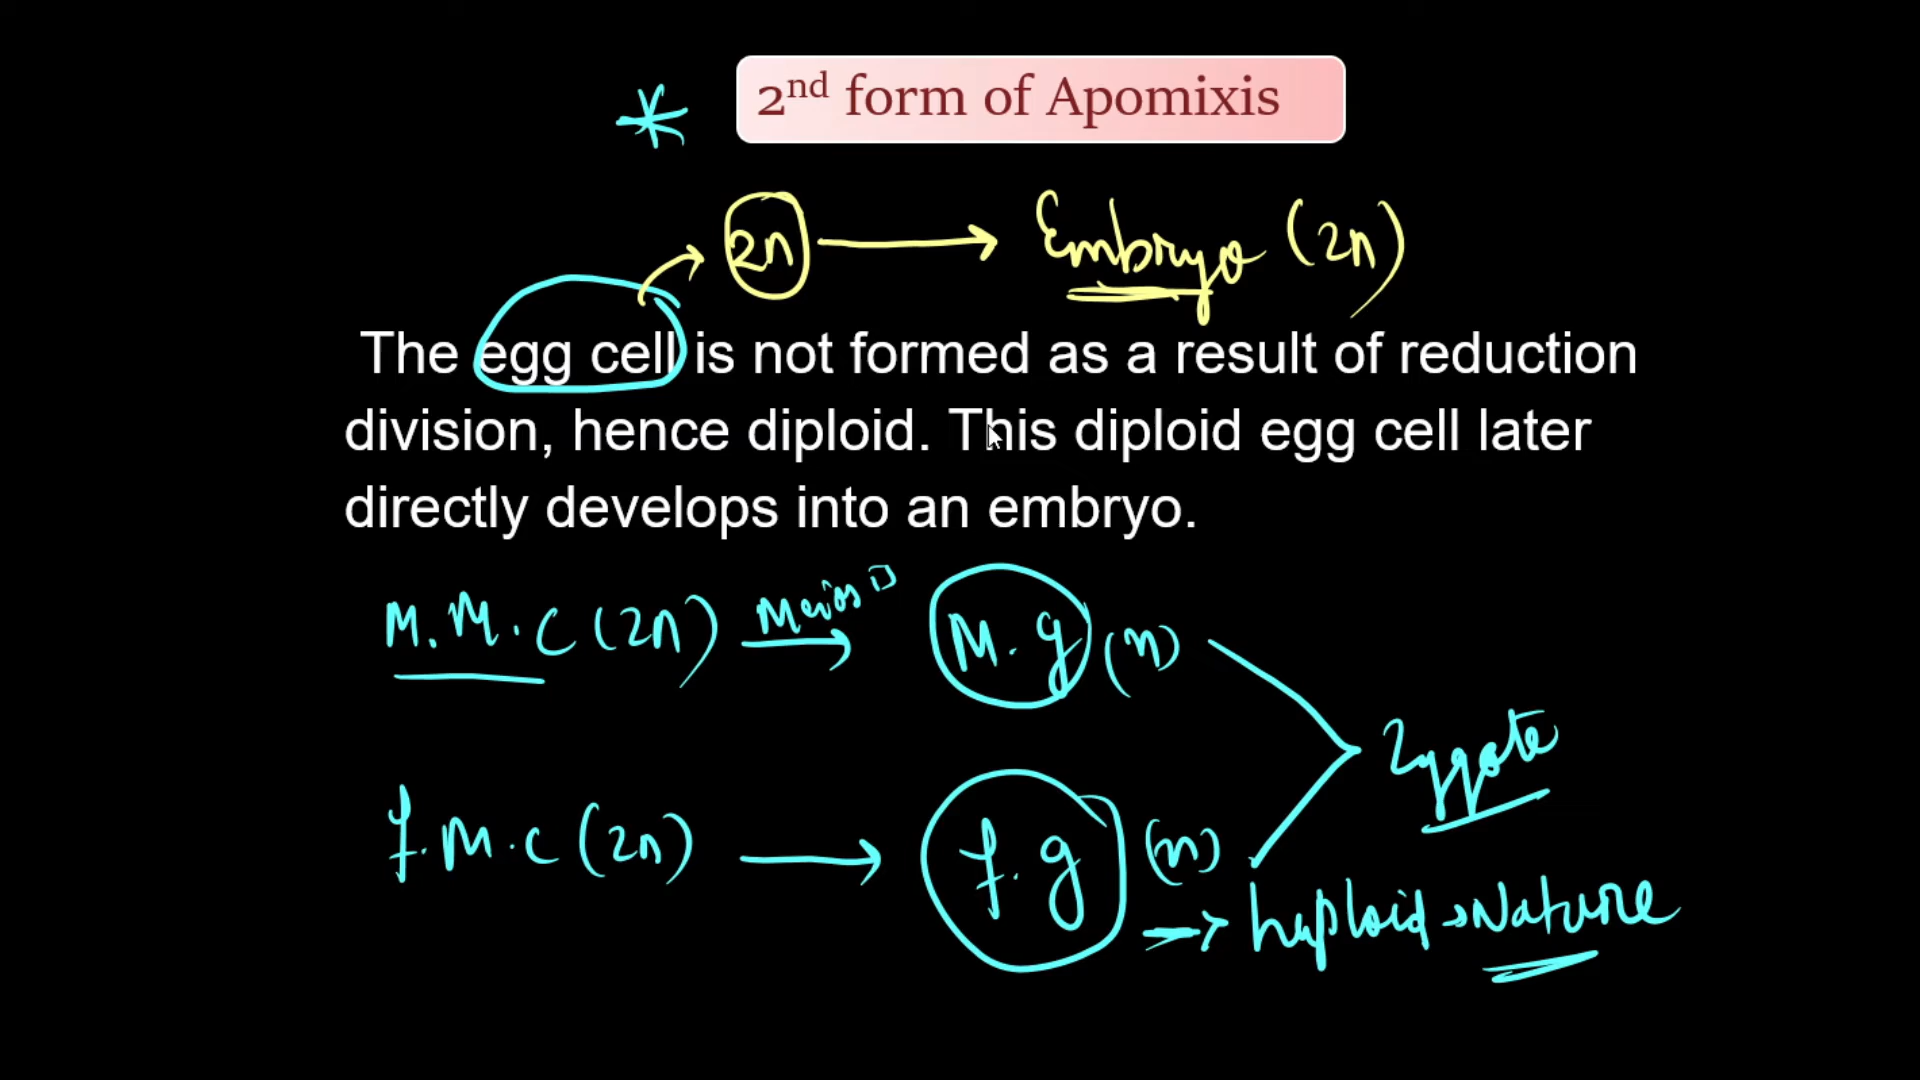 2nd form of Apomixis
2n → Embryo (2n)
The egg cell is not formed as a result of reduction
division, hence diploid. This diploid egg cell later
directly develops into an embryo.
M.M.C (2n) Meiosis → M.g (n)
Zygote
f.M.C (2n) → f.g (n)
→ haploid → Nature